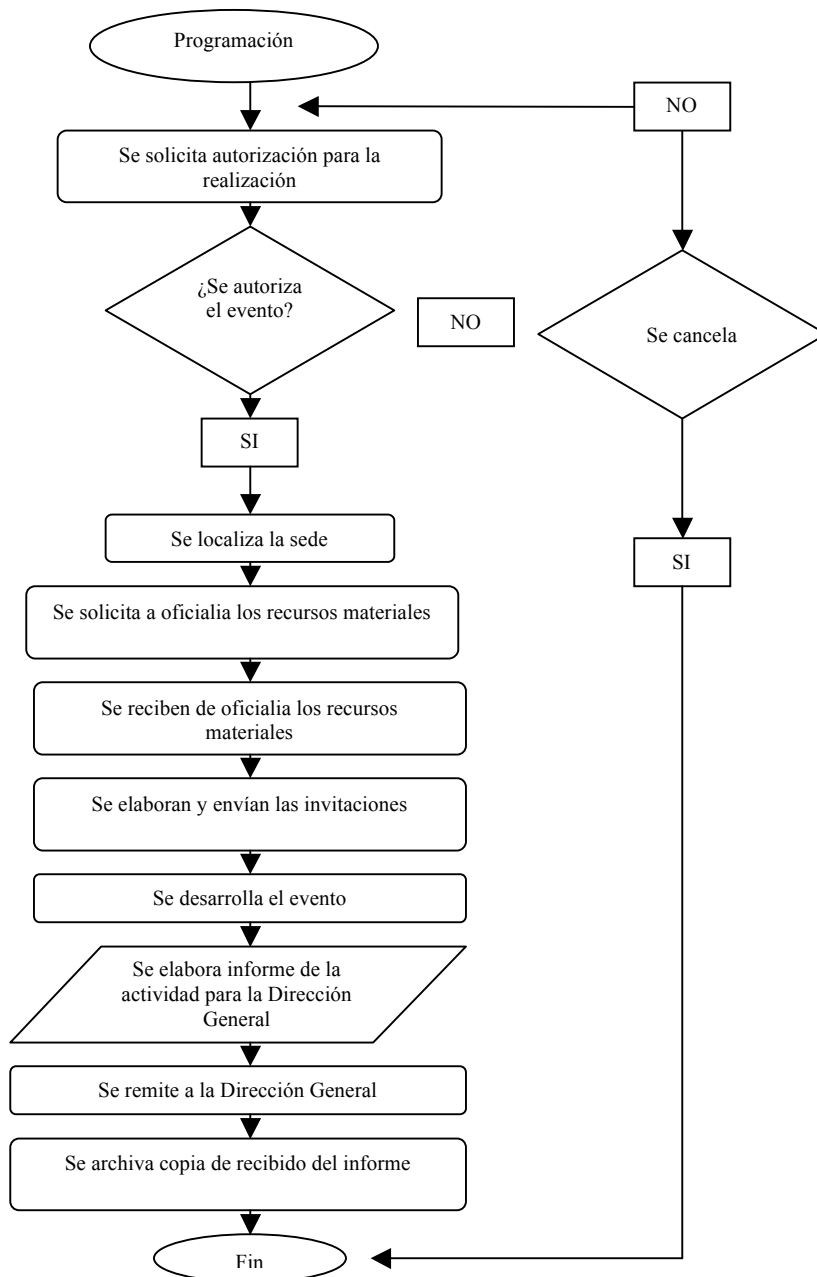 Programación
NO
Se solicita autorización para la
realización
¿Se autoriza
el evento?
NO
Se cancela
SI
Se localiza la sede
SI
Se solicita a oficialia los recursos materiales
Se reciben de oficialia los recursos
materiales
Se elaboran y envían las invitaciones
Se desarrolla el evento
Se elabora informe de la
actividad para la Dirección
General
Se remite a la Dirección General
Se archiva copia de recibido del informe
Fin